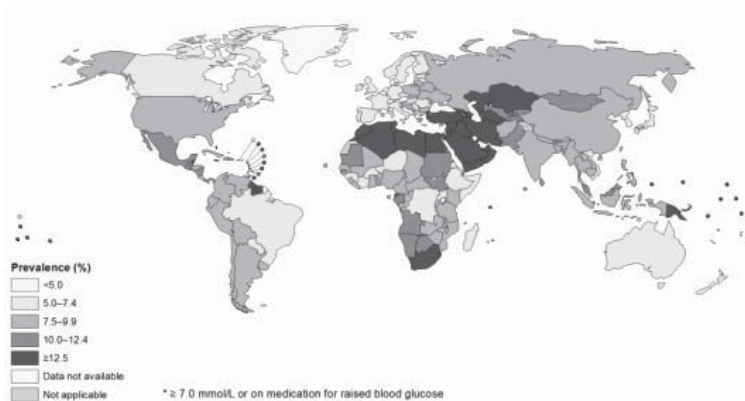 Prevalence (%)
<5.0
5.0–7.4
7.5–9.9
10.0–12.4
≥12.5
Data not available
Not applicable
* ≥ 7.0 mmol/L or on medication for raised blood glucose